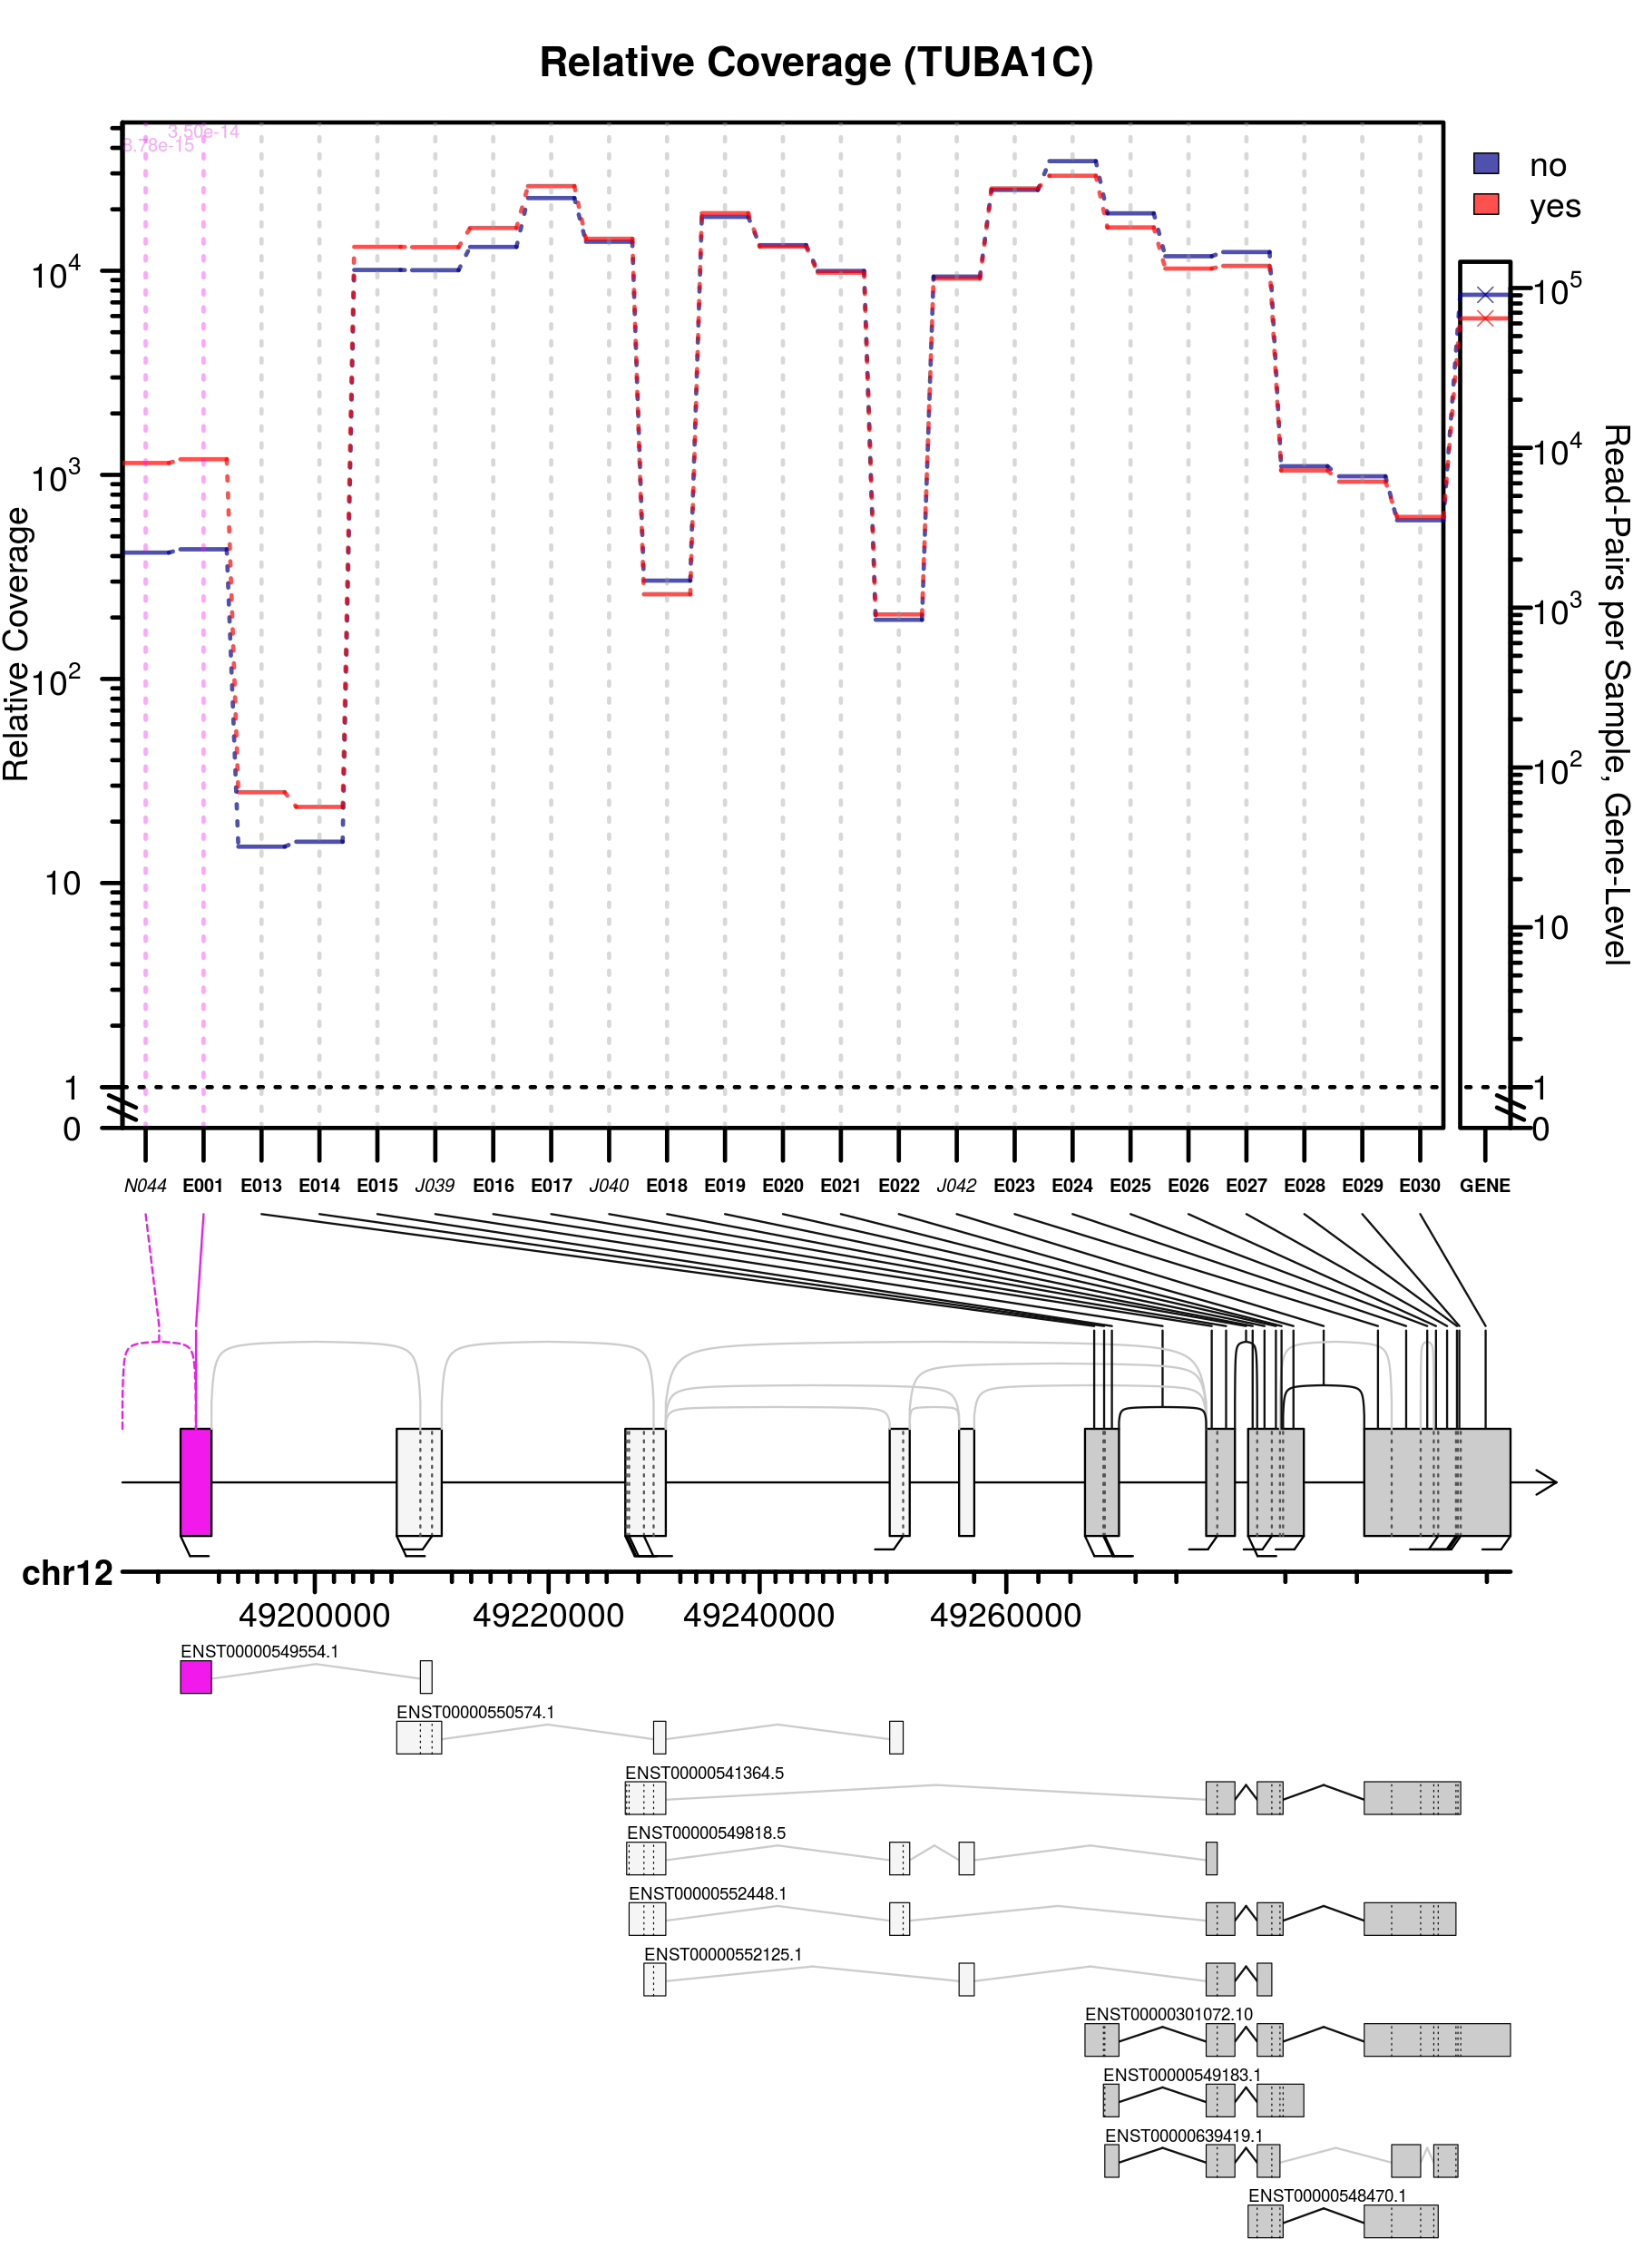 Relative Coverage (TUBA1C)
3.50e-14
8.78e-15
no
yes
Relative Coverage
10^4
10^3
10^2
10
1
0
10^5
10^4
10^3
10^2
10
1
0
Read-Pairs per Sample, Gene-Level
N044 E001 E013 E014 E015 J039 E016 E017 J040 E018 E019 E020 E021 E022 J042 E023 E024 E025 E026 E027 E028 E029 E030 GENE
chr12
49200000 49220000 49240000 49260000
ENST00000549554.1
ENST00000550574.1
ENST00000541364.5
ENST00000549818.5
ENST00000552448.1
ENST00000552125.1
ENST00000301072.10
ENST00000549183.1
ENST00000639419.1
ENST00000548470.1